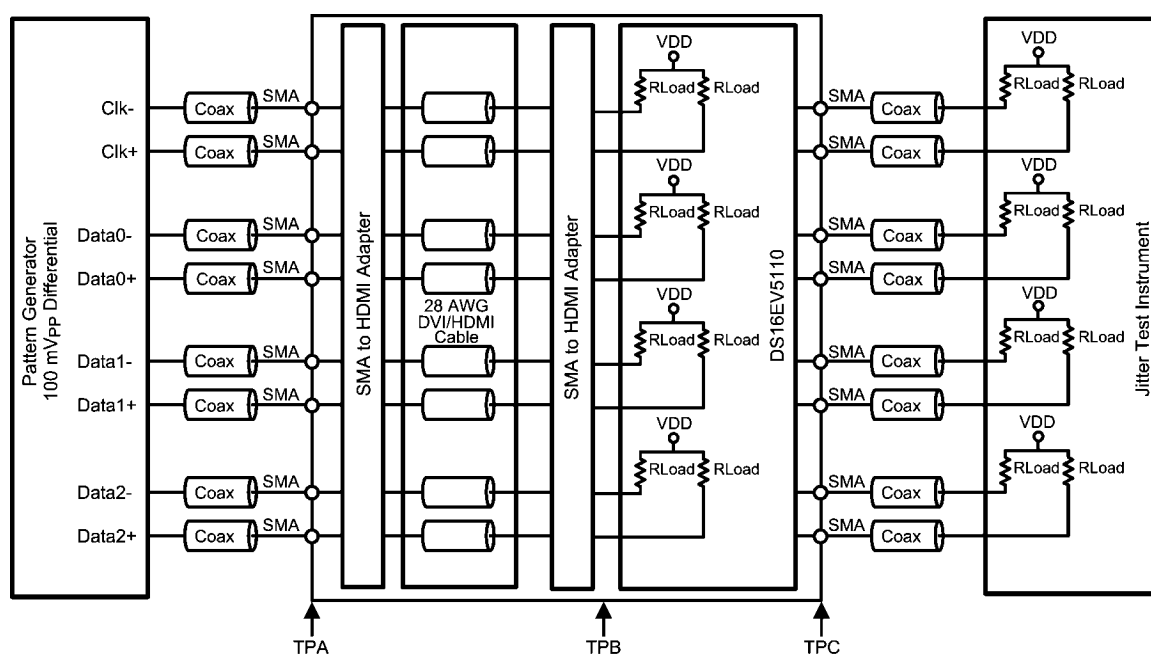 Pattern Generator
100 mVPP Differential
Clk-
Clk+
Data0-
Data0+
Data1-
Data1+
Data2-
Data2+
Coax
Coax
Coax
Coax
Coax
Coax
Coax
Coax
SMA
SMA
SMA
SMA
SMA
SMA
SMA
SMA
SMA to HDMI Adapter
28 AWG
DVI/HDMI
Cable
SMA to HDMI Adapter
VDD
RLoad
RLoad
VDD
RLoad
RLoad
VDD
RLoad
RLoad
VDD
RLoad
RLoad
DS16EV5110
SMA
SMA
SMA
SMA
SMA
SMA
SMA
SMA
Coax
Coax
Coax
Coax
Coax
Coax
Coax
Coax
VDD
RLoad
RLoad
VDD
RLoad
RLoad
VDD
RLoad
RLoad
VDD
RLoad
RLoad
Jitter Test Instrument
TPA
TPB
TPC